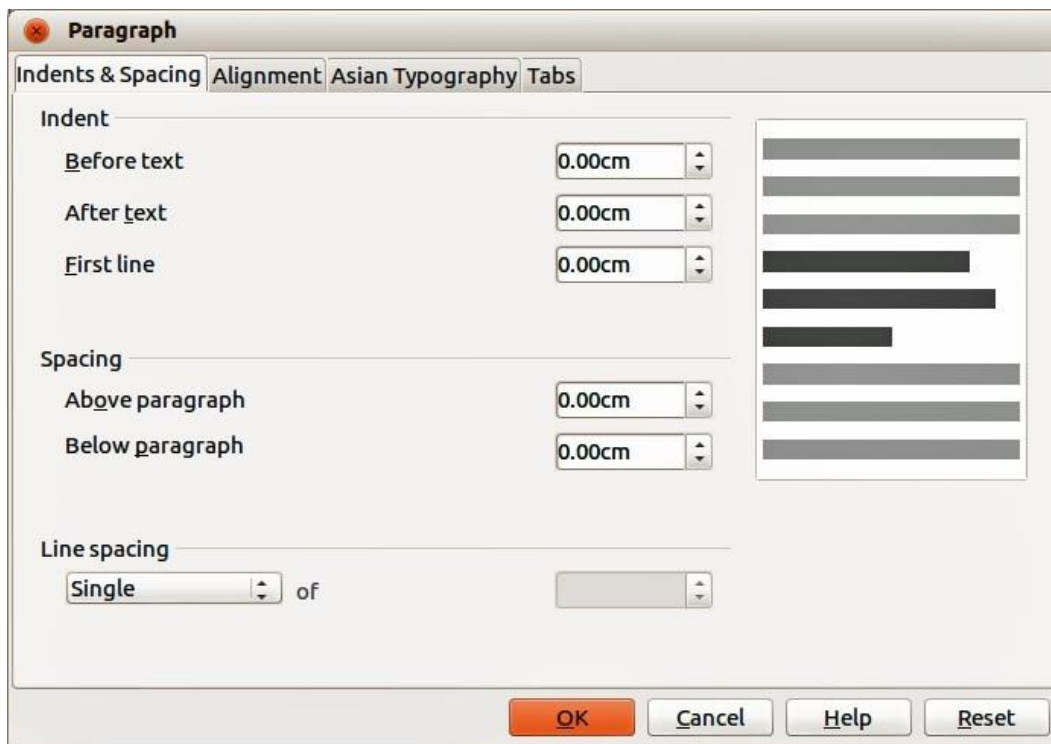 Paragraph
Indents & Spacing Alignment Asian Typography Tabs
Indent
Before text 0.00cm
After text 0.00cm
First line 0.00cm
Spacing
Above paragraph 0.00cm
Below paragraph 0.00cm
Line spacing
Single of
OK Cancel Help Reset